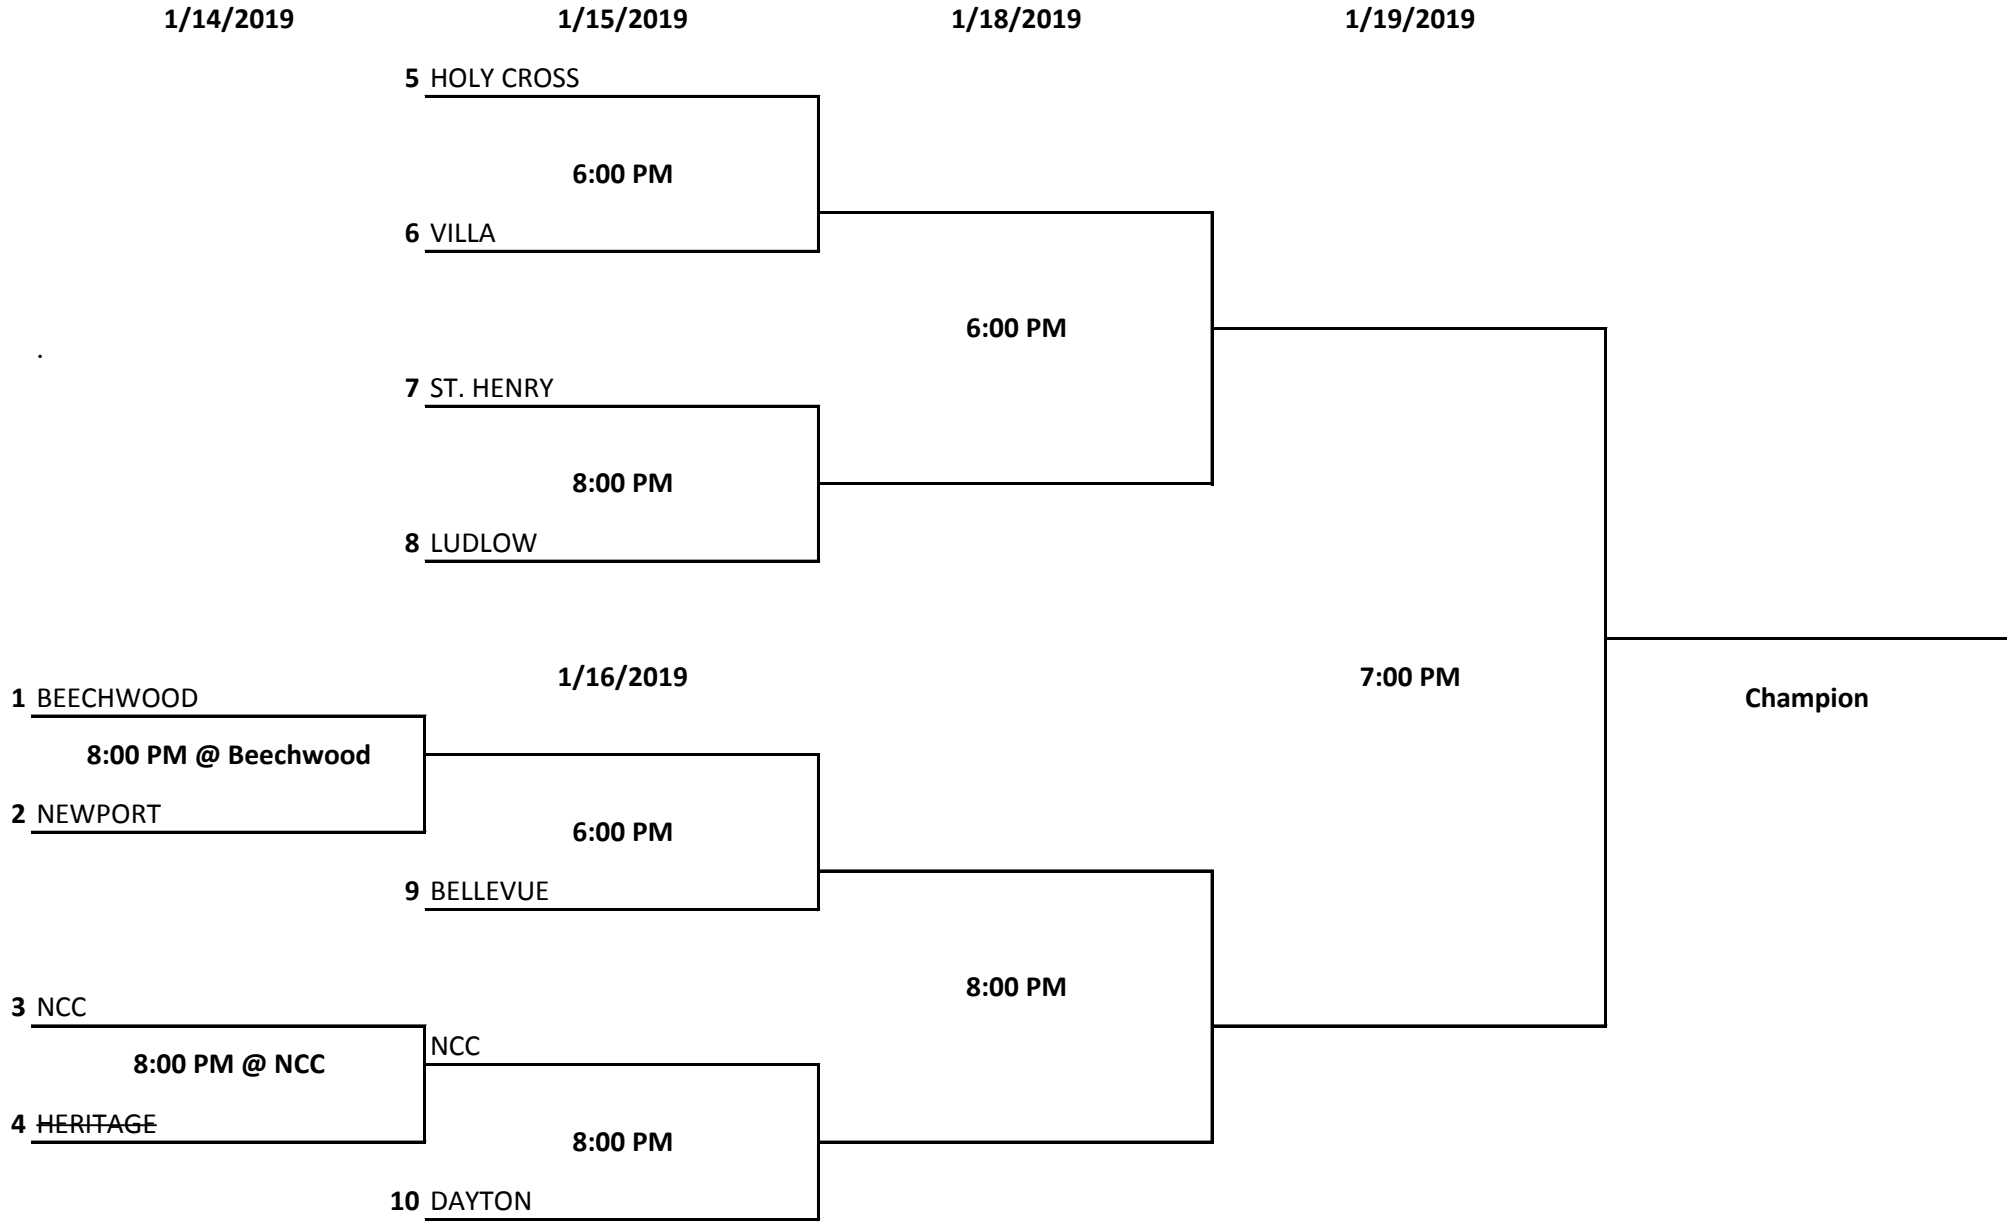 1/14/2019 1/15/2019 1/18/2019 1/19/2019
5 HOLY CROSS
6:00 PM
6 VILLA
6:00 PM
.
7 ST. HENRY
8:00 PM
8 LUDLOW
1/16/2019 7:00 PM
1 BEECHWOOD Champion
8:00 PM @ Beechwood
2 NEWPORT
6:00 PM
9 BELLEVUE
8:00 PM
3 NCC
NCC
8:00 PM @ NCC
4 HERITAGE
8:00 PM
10 DAYTON